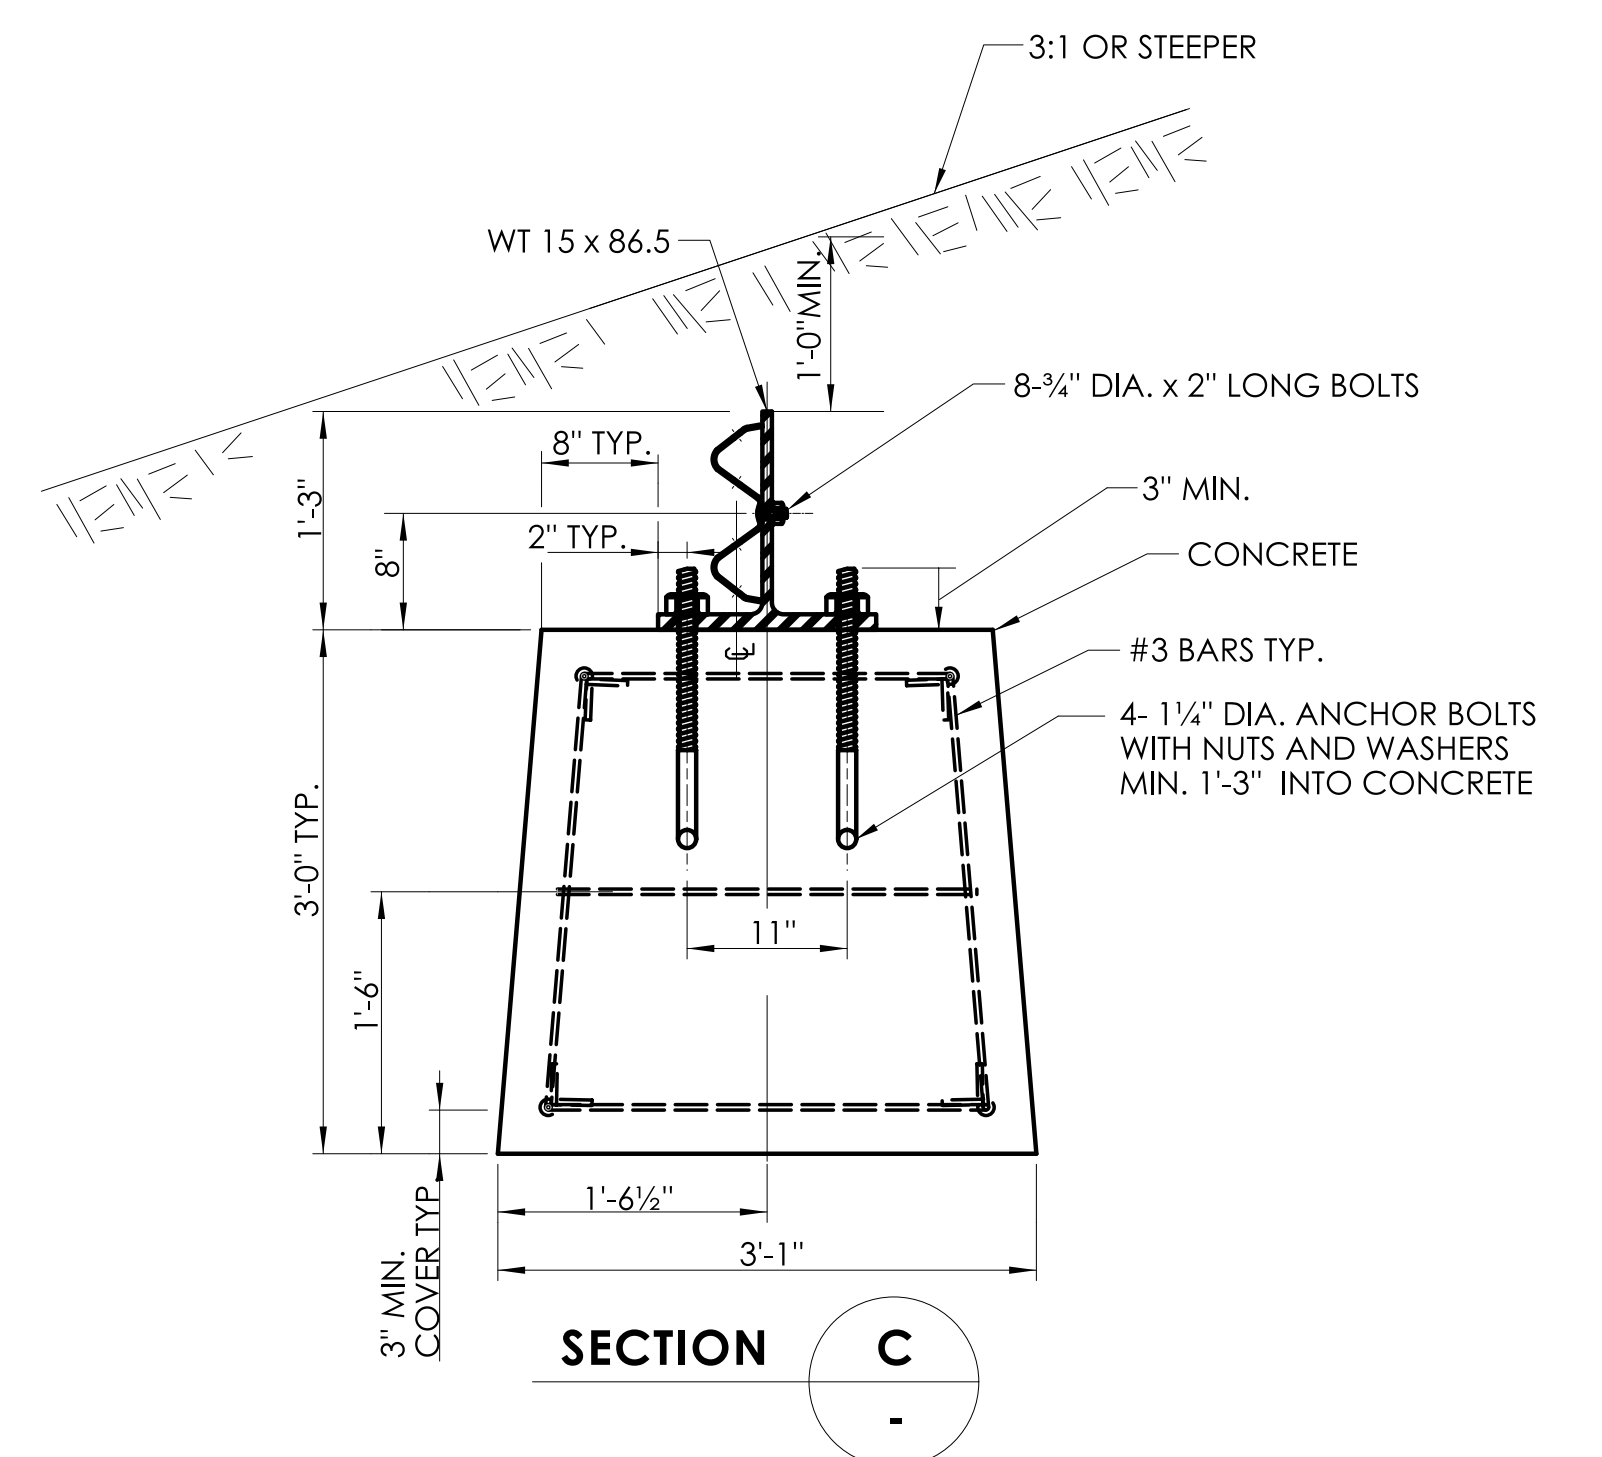 3:1 OR STEEPER
WT 15 x 86.5
1'-0"MIN.
8-¾" DIA. x 2" LONG BOLTS
8" TYP.
1'-3"
3" MIN.
2" TYP.
8"
CONCRETE
CL
#3 BARS TYP.
4- 1¼" DIA. ANCHOR BOLTS
WITH NUTS AND WASHERS
MIN. 1'-3" INTO CONCRETE
3'-0" TYP.
11"
1'-6"
1'-6½"
3'-1"
3" MIN.
COVER TYP.
SECTION C
-